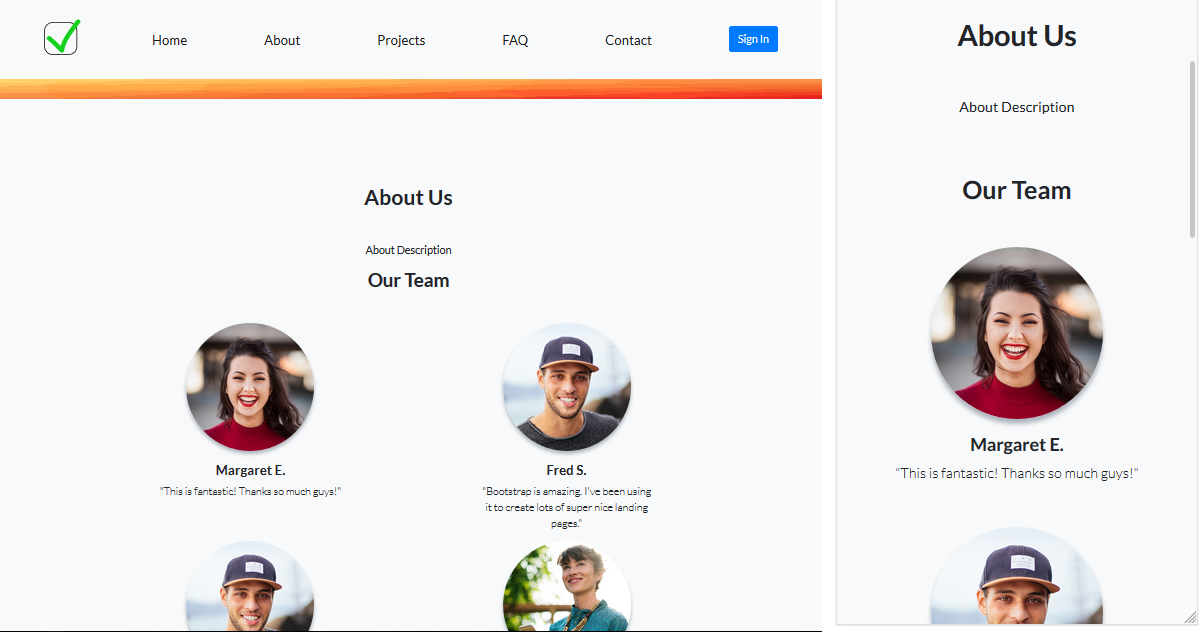 Home
About
Projects
FAQ
Contact
Sign In
About Us
About Description
Our Team
Margaret E.
"This is fantastic! Thanks so much guys!"
Fred S.
"Bootstrap is amazing. I've been using
it to create lots of super nice landing
pages."
About Us
About Description
Our Team
Margaret E.
"This is fantastic! Thanks so much guys!"